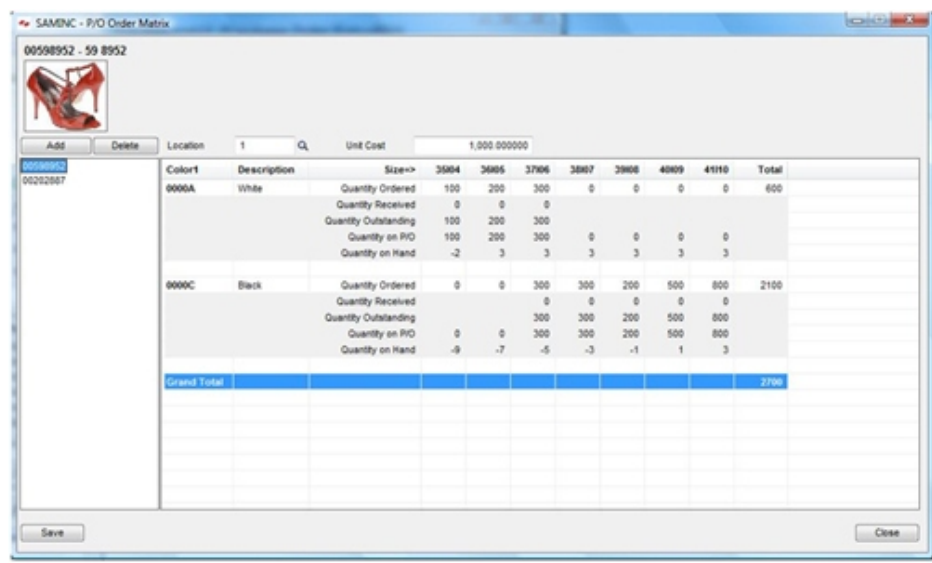 SAMINC - P/O Order Matrix
00598952 - 59 8952
Add Delete Location 1 Unit Cost 1,000.000000
00598952
00202887
Color1 Description Size=> 35I04 36I05 37I06 38I07 39I08 40I09 41I10 Total
0000A White Quantity Ordered 100 200 300 0 0 0 0 600
Quantity Received 0 0 0
Quantity Outstanding 100 200 300
Quantity on P/O 100 200 300 0 0 0 0
Quantity on Hand -2 3 3 3 3 3 3
0000C Black Quantity Ordered 0 0 300 300 200 500 800 2100
Quantity Received 0 0 0 0 0
Quantity Outstanding 300 300 200 500 800
Quantity on P/O 0 0 300 300 200 500 800
Quantity on Hand -9 -7 -5 -3 -1 1 3
Grand Total 2700
Save Close